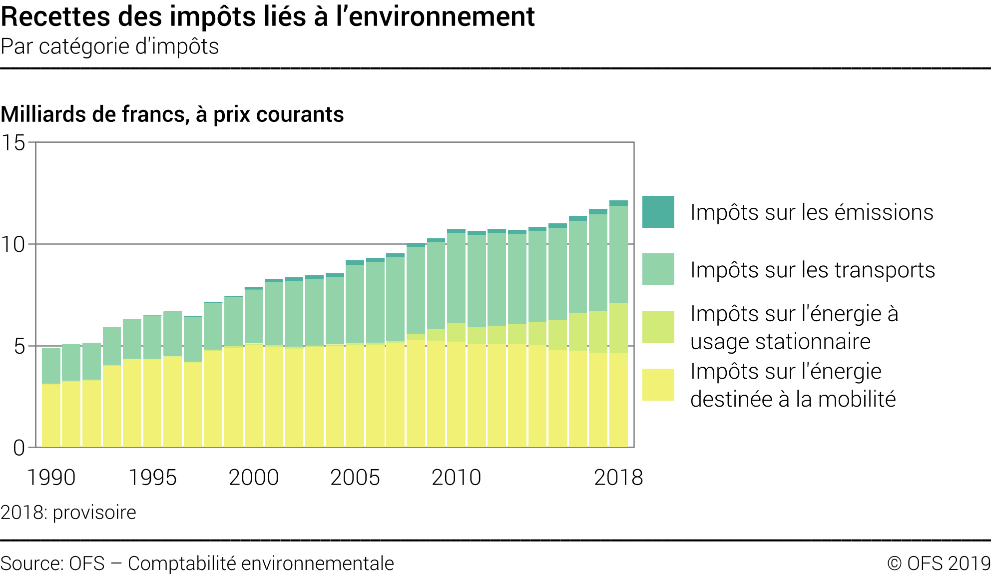 Recettes des impôts liés à l'environnement
Par catégorie d'impôts
Milliards de francs, à prix courants
15
10
5
0
1990 1995 2000 2005 2010 2018
Impôts sur les émissions
Impôts sur les transports
Impôts sur l'énergie à
usage stationnaire
Impôts sur l'énergie
destinée à la mobilité
2018: provisoire
Source: OFS – Comptabilité environnementale © OFS 2019